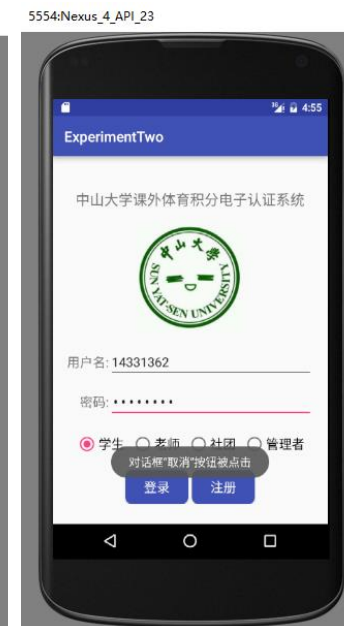 5554:Nexus_4_API_23
4:55
ExperimentTwo
中山大学课外体育积分电子认证系统
中山大学
SUN YAT-SEN UNIVERSITY
用户名: 14331362
密码: ••••••••
学生 老师 社团 管理者
对话框"取消"按钮被点击
登录 注册